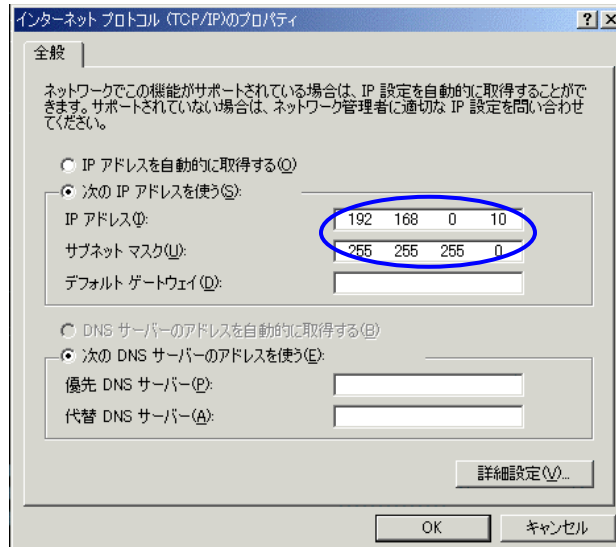 インターネット プロトコル (TCP/IP)のプロパティ
全般
ネットワークでこの機能がサポートされている場合は、IP 設定を自動的に取得することがで
きます。サポートされていない場合は、ネットワーク管理者に適切な IP 設定を問い合わせ
てください。
IP アドレスを自動的に取得する(O)
次の IP アドレスを使う(S):
IP アドレス(I): 192 168 0 10
サブネット マスク(U): 255 255 255 0
デフォルト ゲートウェイ(D):
DNS サーバーのアドレスを自動的に取得する(B)
次の DNS サーバーのアドレスを使う(E):
優先 DNS サーバー(P):
代替 DNS サーバー(A):
詳細設定(V)...
OK キャンセル